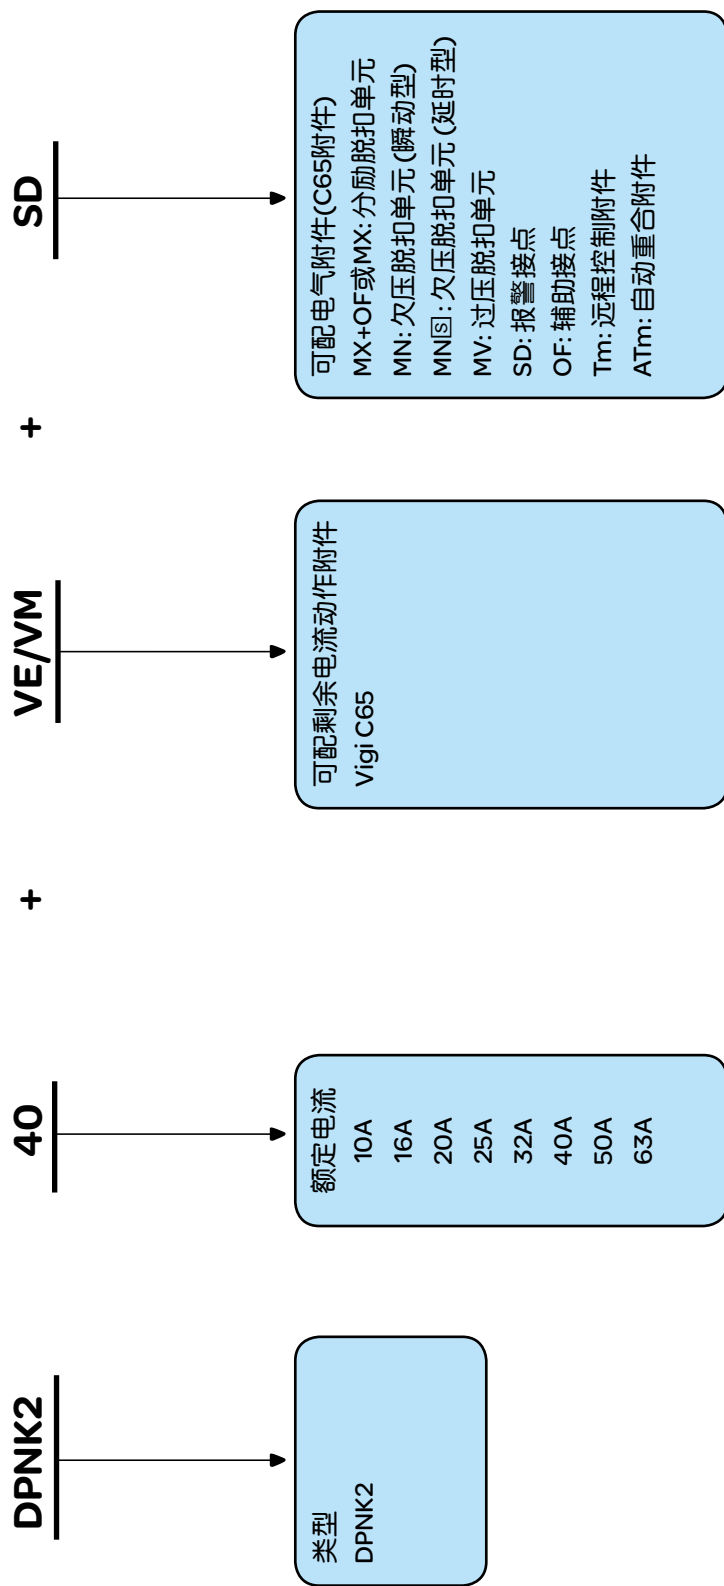 DPNK2
40
+
VE/VM
+
SD
类型
DPNK2
额定电流
10A
16A
20A
25A
32A
40A
50A
63A
可配剩余电流动作附件
Vigi C65
可配电气附件(C65附件)
MX+OF或MX: 分励脱扣单元
MN: 欠压脱扣单元 (瞬动型)
MN🅂: 欠压脱扣单元 (延时型)
MV: 过压脱扣单元
SD: 报警接点
OF: 辅助接点
Tm: 远程控制附件
ATm: 自动重合附件